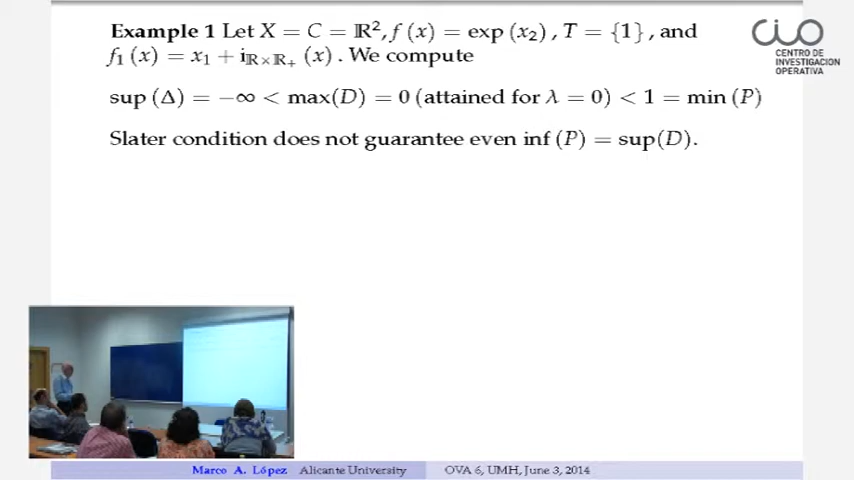 Example 1 Let X = C = ℝ², f (x) = exp (x₂) , T = {1} , and
f₁ (x) = x₁ + i_{ℝ×ℝ₊} (x) . We compute
sup (Δ) = −∞ < max(D) = 0 (attained for λ = 0) < 1 = min (P)
Slater condition does not guarantee even inf (P) = sup(D).
CIO
CENTRO DE
INVESTIGACION
OPERATIVA
Marco A. López Alicante University OVA 6, UMH, June 3, 2014